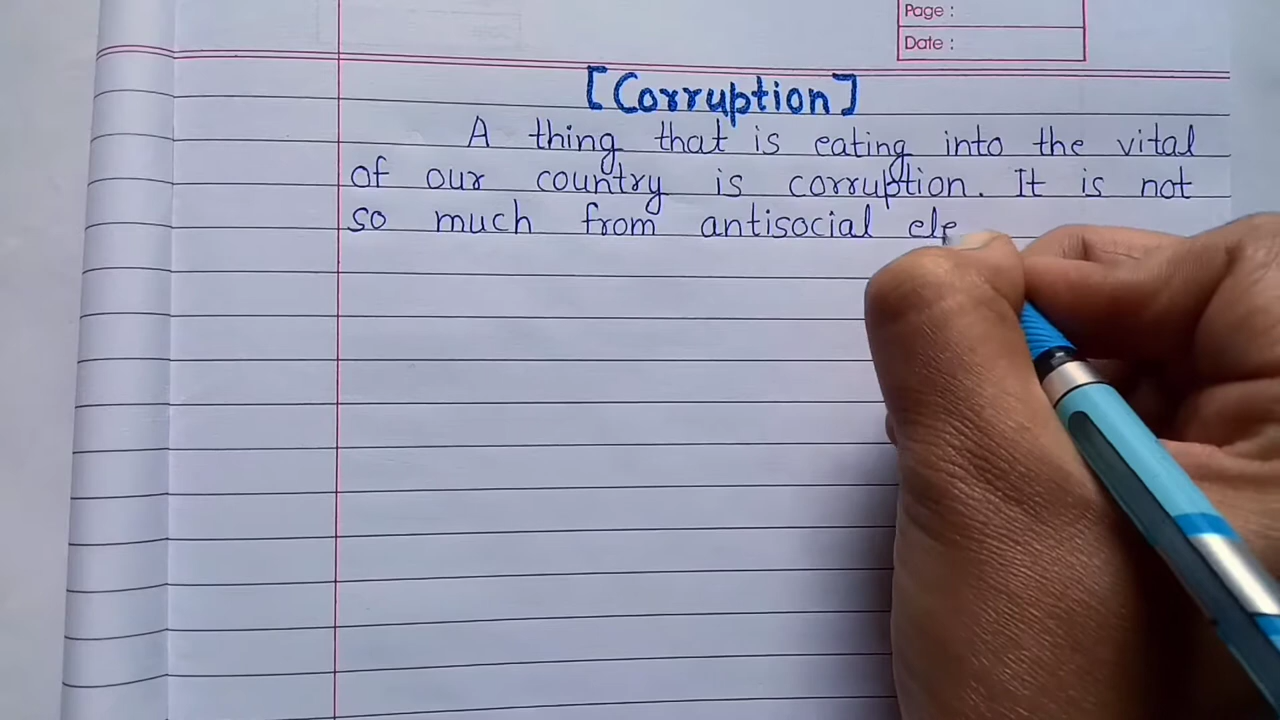 Page :
Date :
[Corruption]
A thing that is eating into the vital
of our country is corruption. It is not
so much from antisocial ele